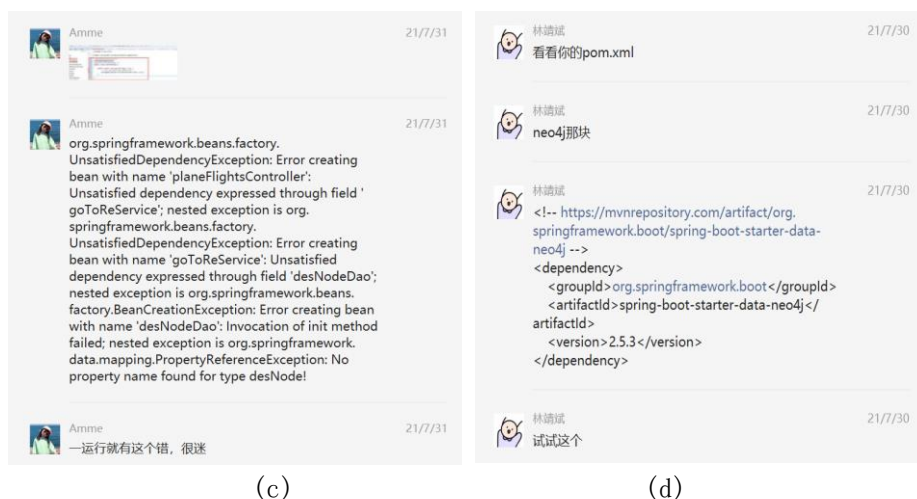 Amme 21/7/31
Amme 21/7/31
org.springframework.beans.factory.
UnsatisfiedDependencyException: Error creating
bean with name 'planeFlightsController':
Unsatisfied dependency expressed through field '
goToReService'; nested exception is org.
springframework.beans.factory.
UnsatisfiedDependencyException: Error creating
bean with name 'goToReService': Unsatisfied
dependency expressed through field 'desNodeDao';
nested exception is org.springframework.beans.
factory.BeanCreationException: Error creating bean
with name 'desNodeDao': Invocation of init method
failed; nested exception is org.springframework.
data.mapping.PropertyReferenceException: No
property name found for type desNode!
Amme 21/7/31
一运行就有这个错，很迷
(c)
林靖斌 21/7/30
看看你的pom.xml
林靖斌 21/7/30
neo4j那块
林靖斌 21/7/30
<!-- https://mvnrepository.com/artifact/org.
springframework.boot/spring-boot-starter-data-
neo4j -->
<dependency>
<groupId>org.springframework.boot</groupId>
<artifactId>spring-boot-starter-data-neo4j</
artifactId>
<version>2.5.3</version>
</dependency>
林靖斌 21/7/30
试试这个
(d)